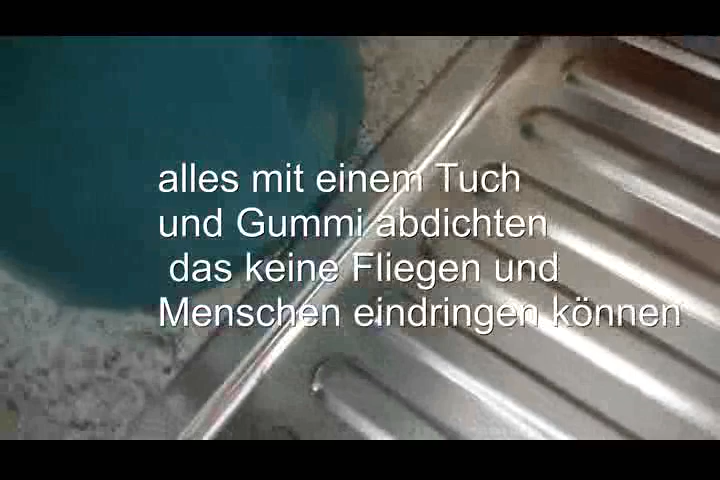 alles mit einem Tuch
und Gummi abdichten
das keine Fliegen und
Menschen eindringen können